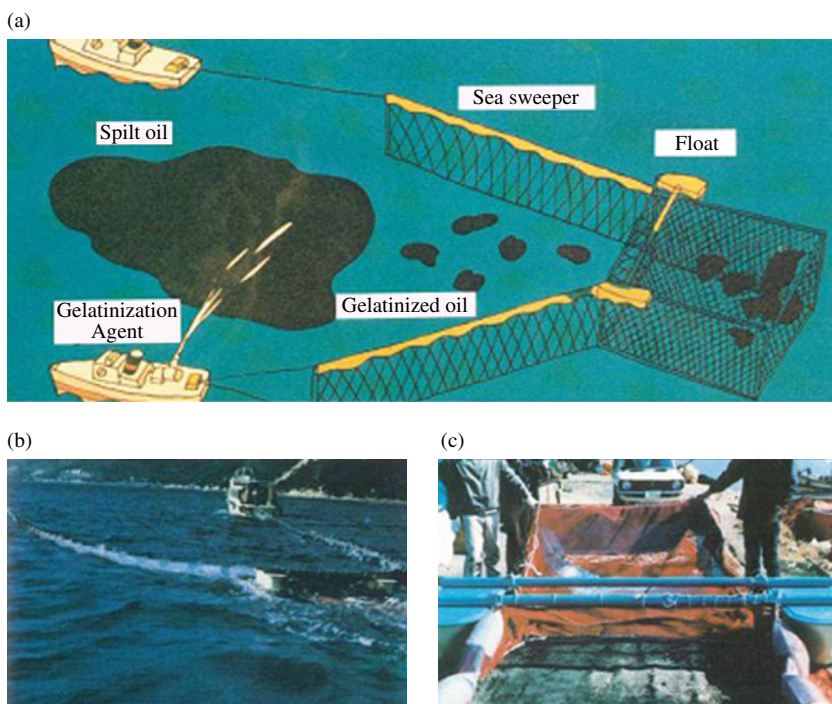 (a)
Sea sweeper
Spilt oil
Float
Gelatinization
Agent
Gelatinized oil
(b)
(c)